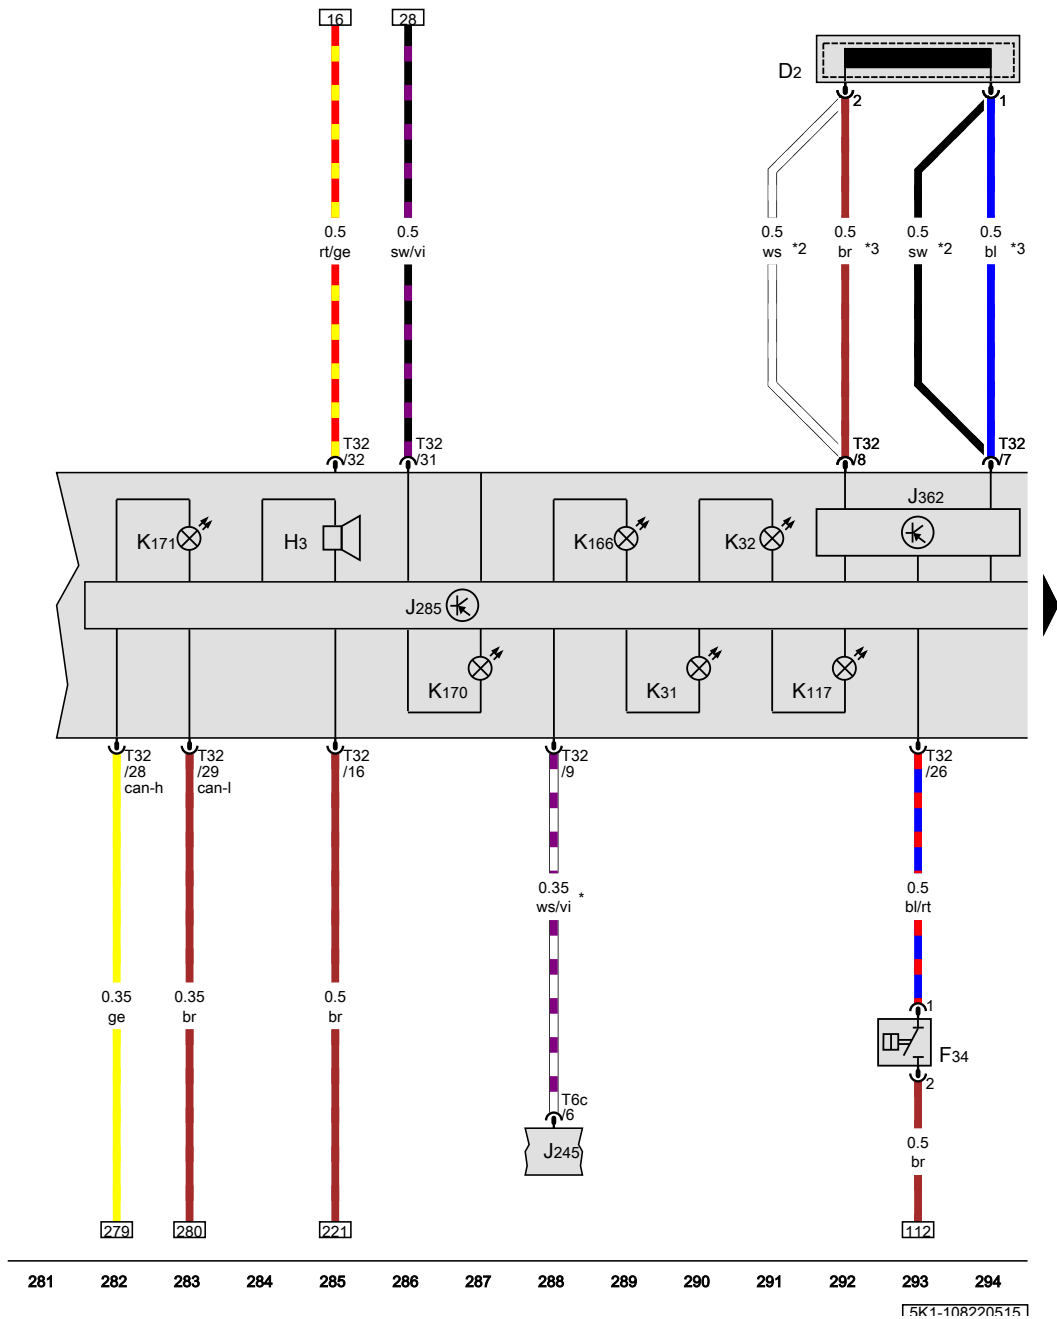 16
28
D2
2
1
0.5
rt/ge
0.5
sw/vi
0.5
ws *2
0.5
br *3
0.5
sw *2
0.5
bl *3
T32
/32
T32
/31
T32
/8
T32
/7
J362
K171
H3
K166
K32
J285
K170
K31
K117
T32
/28
can-h
T32
/29
can-l
T32
/16
T32
/9
T32
/26
0.35
ws/vi *
0.5
bl/rt
0.35
ge
0.35
br
0.5
br
1
F34
2
T6c
/6
J245
0.5
br
279
280
221
112
281 282 283 284 285 286 287 288 289 290 291 292 293 294
5K1-108220515